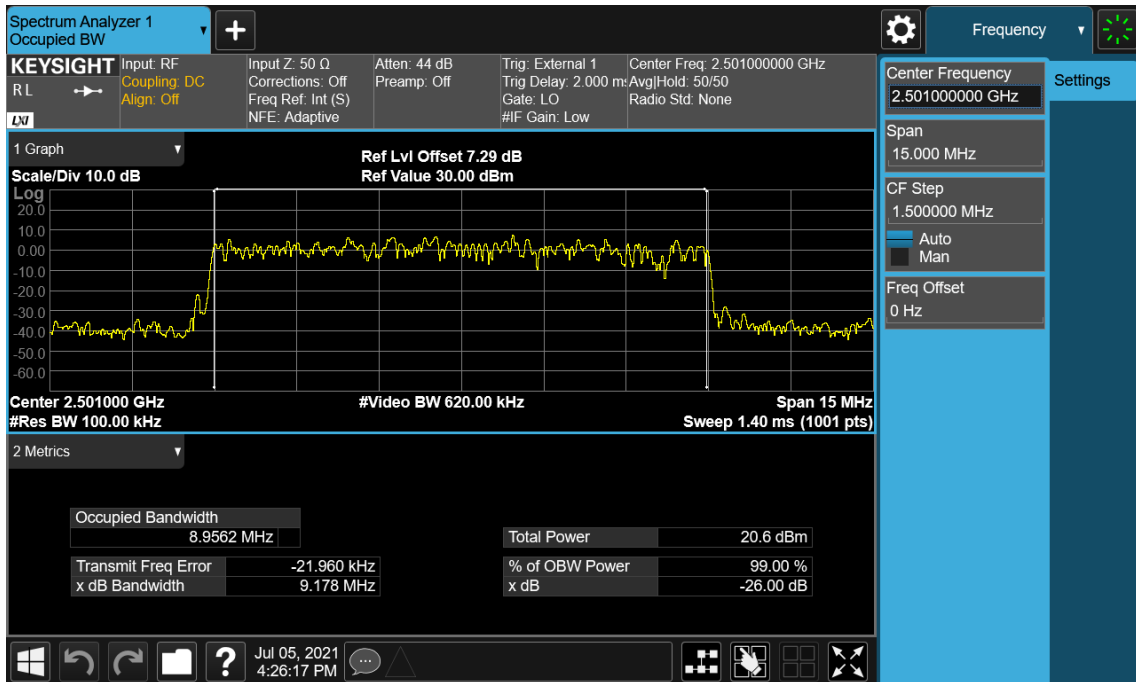 Spectrum Analyzer 1
Occupied BW
Frequency
KEYSIGHT
R L
LXI
Input: RF
Coupling: DC
Align: Off
Input Z: 50 Ω
Corrections: Off
Freq Ref: Int (S)
NFE: Adaptive
Atten: 44 dB
Preamp: Off
Trig: External 1
Trig Delay: 2.000 ms
Gate: LO
#IF Gain: Low
Center Freq: 2.501000000 GHz
Avg|Hold: 50/50
Radio Std: None
Center Frequency
2.501000000 GHz
Settings
Span
15.000 MHz
CF Step
1.500000 MHz
Auto
Man
Freq Offset
0 Hz
1 Graph
Ref Lvl Offset 7.29 dB
Scale/Div 10.0 dB
Ref Value 30.00 dBm
Log
20.0
10.0
0.00
-10.0
-20.0
-30.0
-40.0
-50.0
-60.0
Center 2.501000 GHz
#Video BW 620.00 kHz
Span 15 MHz
#Res BW 100.00 kHz
Sweep 1.40 ms (1001 pts)
2 Metrics
Occupied Bandwidth
8.9562 MHz
Total Power 20.6 dBm
Transmit Freq Error -21.960 kHz
% of OBW Power 99.00 %
x dB Bandwidth 9.178 MHz
x dB -26.00 dB
?
Jul 05, 2021
4:26:17 PM